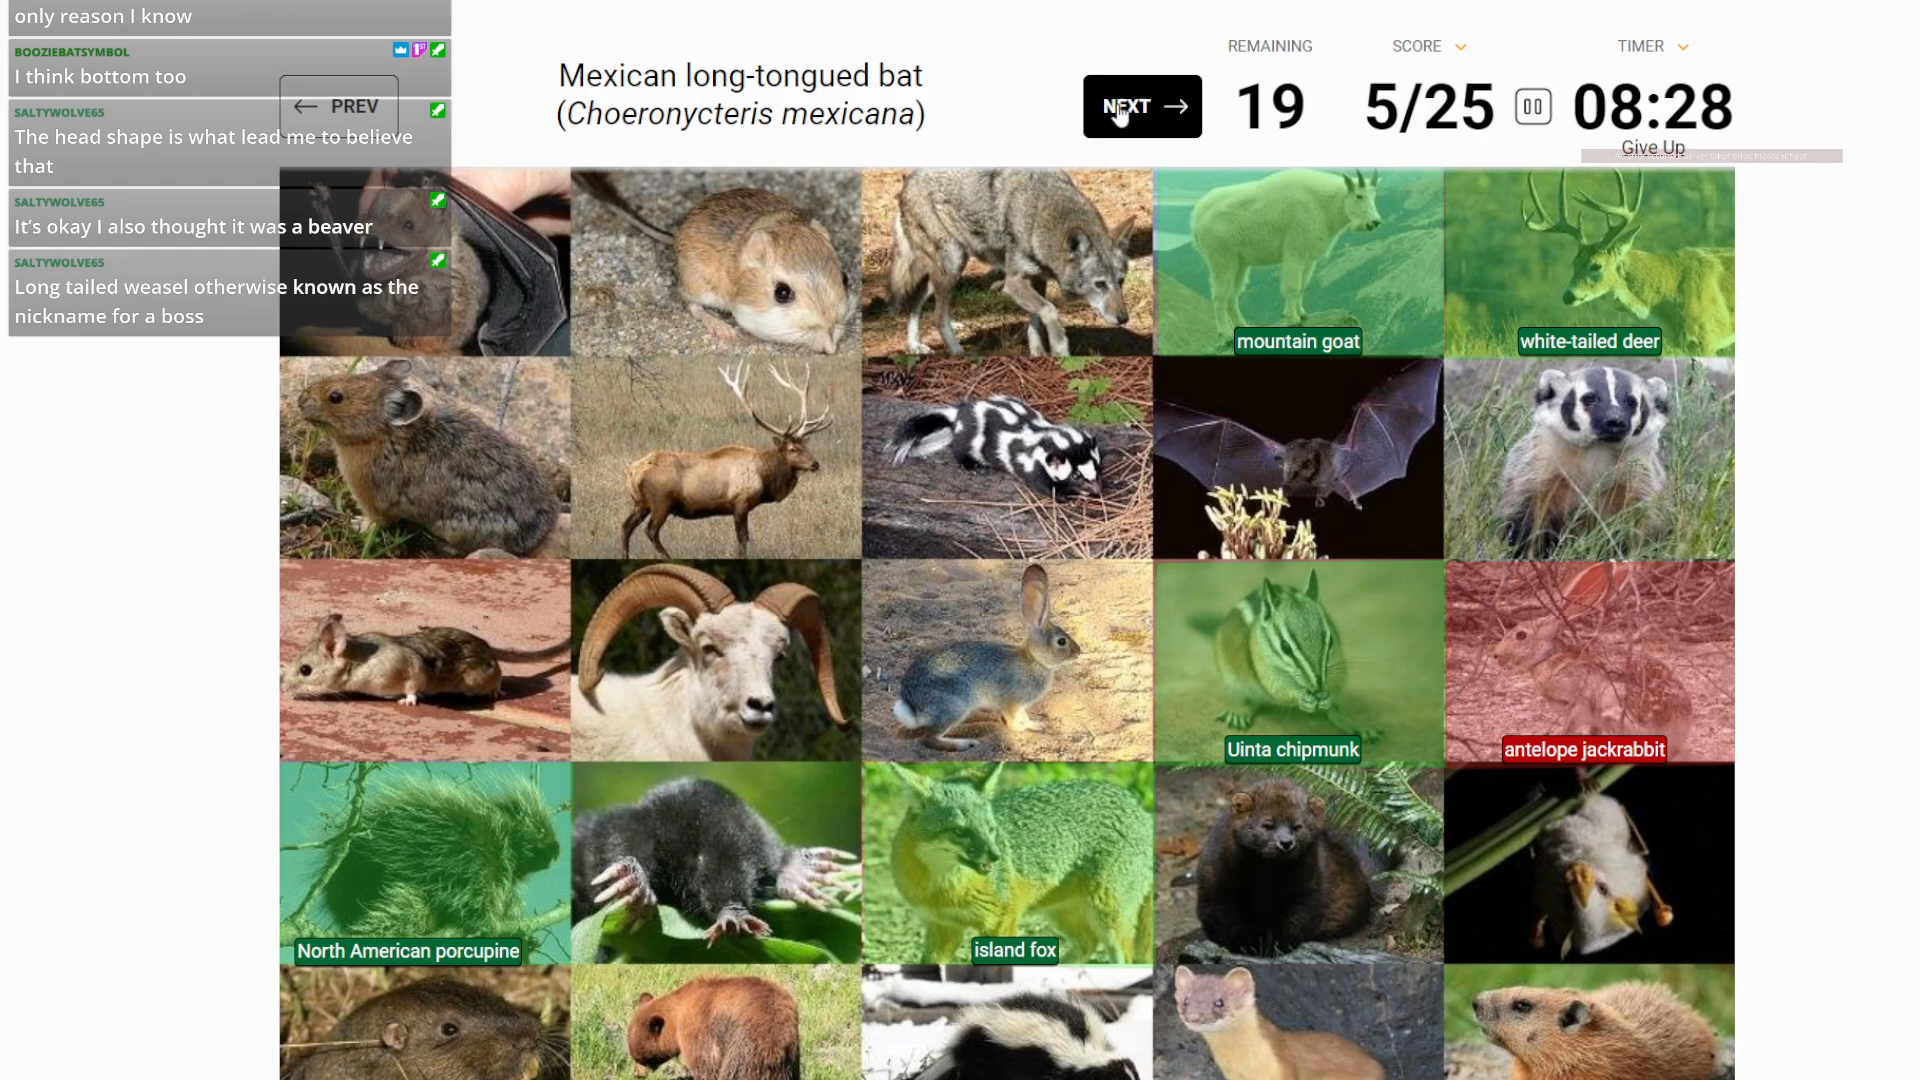 only reason I know
BOOZIEBATSYMBOL
I think bottom too
SALTYWOLVE65
The head shape is what lead me to believe
that
SALTYWOLVE65
It's okay I also thought it was a beaver
SALTYWOLVE65
Long tailed weasel otherwise known as the
nickname for a boss
← PREV
Mexican long-tongued bat
(Choeronycteris mexicana)
NEXT →
REMAINING
19
SCORE
5/25
TIMER
08:28
Give Up
mountain goat
white-tailed deer
Uinta chipmunk
antelope jackrabbit
North American porcupine
island fox